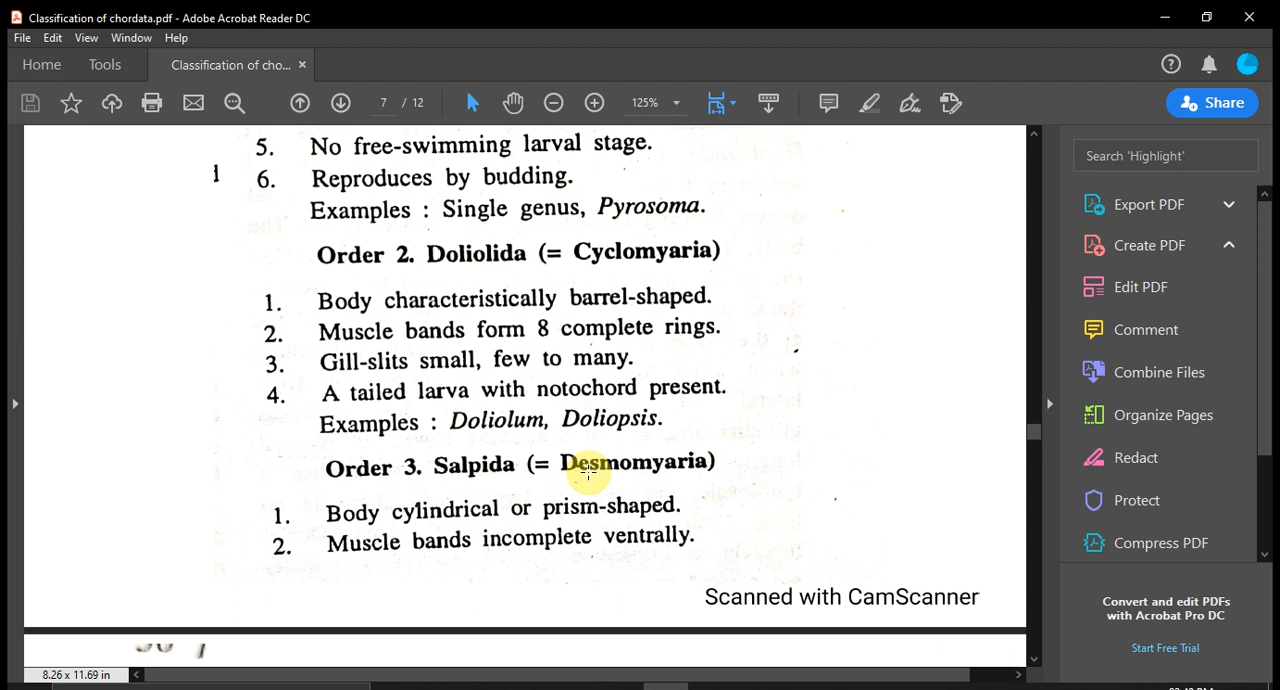 Classification of chordata.pdf - Adobe Acrobat Reader DC
File Edit View Window Help
Home Tools Classification of cho... ×
7 / 12 125% Share
5. No free-swimming larval stage.
6. Reproduces by budding.
Examples : Single genus, Pyrosoma.
Order 2. Doliolida (= Cyclomyaria)
1. Body characteristically barrel-shaped.
2. Muscle bands form 8 complete rings.
3. Gill-slits small, few to many.
4. A tailed larva with notochord present.
Examples : Doliolum, Doliopsis.
Order 3. Salpida (= Desmomyaria)
1. Body cylindrical or prism-shaped.
2. Muscle bands incomplete ventrally.
Scanned with CamScanner
8.26 x 11.69 in
Search 'Highlight'
Export PDF
Create PDF
Edit PDF
Comment
Combine Files
Organize Pages
Redact
Protect
Compress PDF
Convert and edit PDFs
with Acrobat Pro DC
Start Free Trial